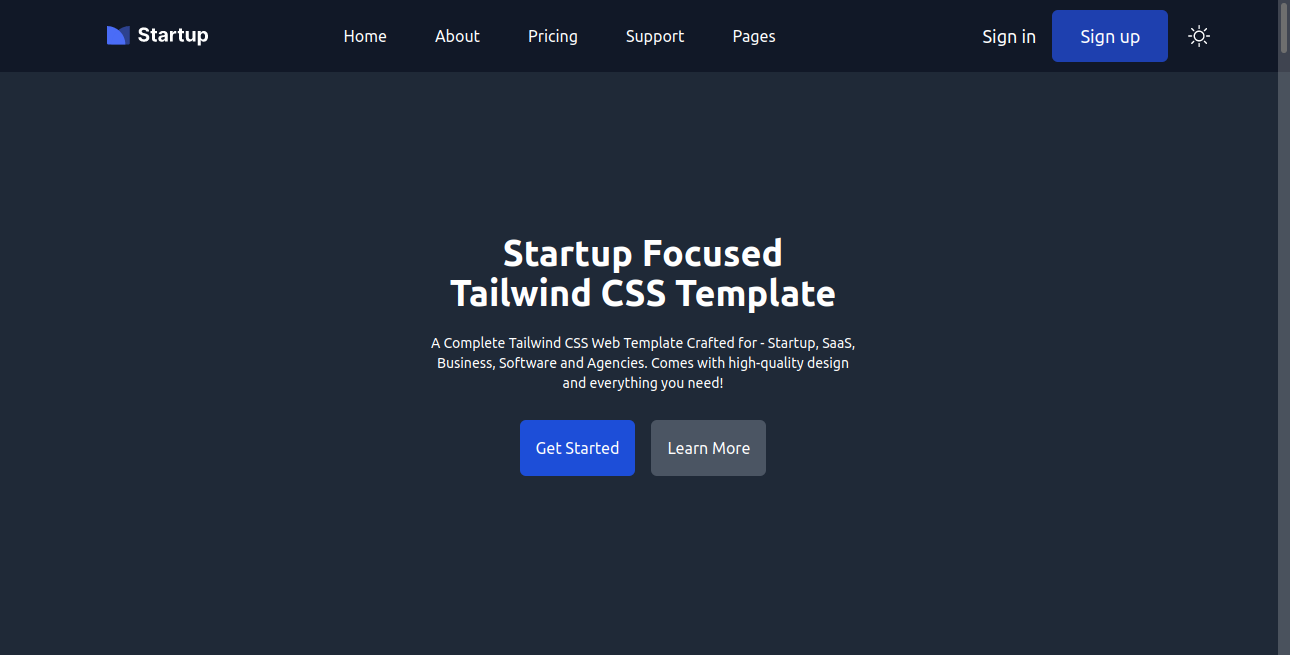 Startup
Home
About
Pricing
Support
Pages
Sign in
Sign up
Startup Focused
Tailwind CSS Template
A Complete Tailwind CSS Web Template Crafted for - Startup, SaaS,
Business, Software and Agencies. Comes with high-quality design
and everything you need!
Get Started
Learn More